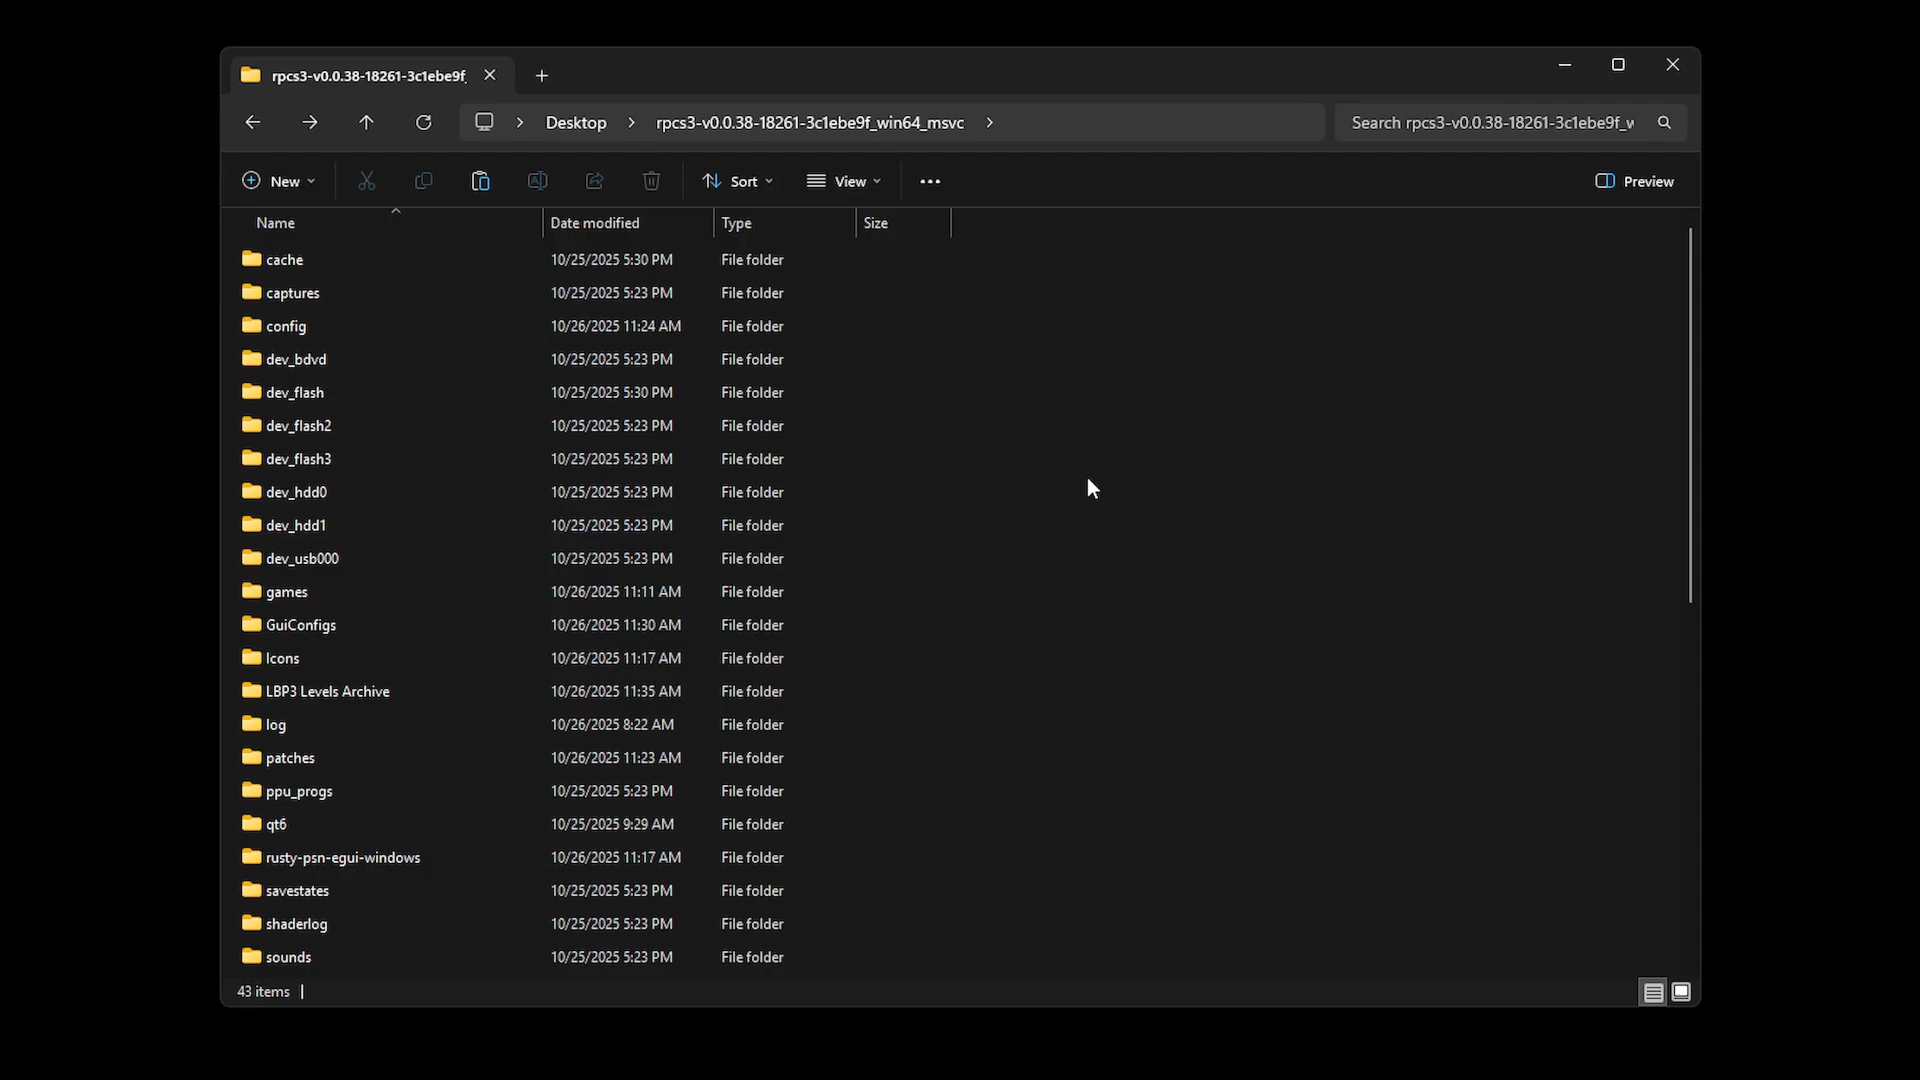 rpcs3-v0.0.38-18261-3c1ebe9f_
Desktop rpcs3-v0.0.38-18261-3c1ebe9f_win64_msvc Search rpcs3-v0.0.38-18261-3c1ebe9f_w
New Sort View Preview
Name Date modified Type Size
cache 10/25/2025 5:30 PM File folder
captures 10/25/2025 5:23 PM File folder
config 10/26/2025 11:24 AM File folder
dev_bdvd 10/25/2025 5:23 PM File folder
dev_flash 10/25/2025 5:30 PM File folder
dev_flash2 10/25/2025 5:23 PM File folder
dev_flash3 10/25/2025 5:23 PM File folder
dev_hdd0 10/25/2025 5:23 PM File folder
dev_hdd1 10/25/2025 5:23 PM File folder
dev_usb000 10/25/2025 5:23 PM File folder
games 10/26/2025 11:11 AM File folder
GuiConfigs 10/26/2025 11:30 AM File folder
Icons 10/26/2025 11:17 AM File folder
LBP3 Levels Archive 10/26/2025 11:35 AM File folder
log 10/26/2025 8:22 AM File folder
patches 10/26/2025 11:23 AM File folder
ppu_progs 10/25/2025 5:23 PM File folder
qt6 10/25/2025 9:29 AM File folder
rusty-psn-egui-windows 10/26/2025 11:17 AM File folder
savestates 10/25/2025 5:23 PM File folder
shaderlog 10/25/2025 5:23 PM File folder
sounds 10/25/2025 5:23 PM File folder
43 items